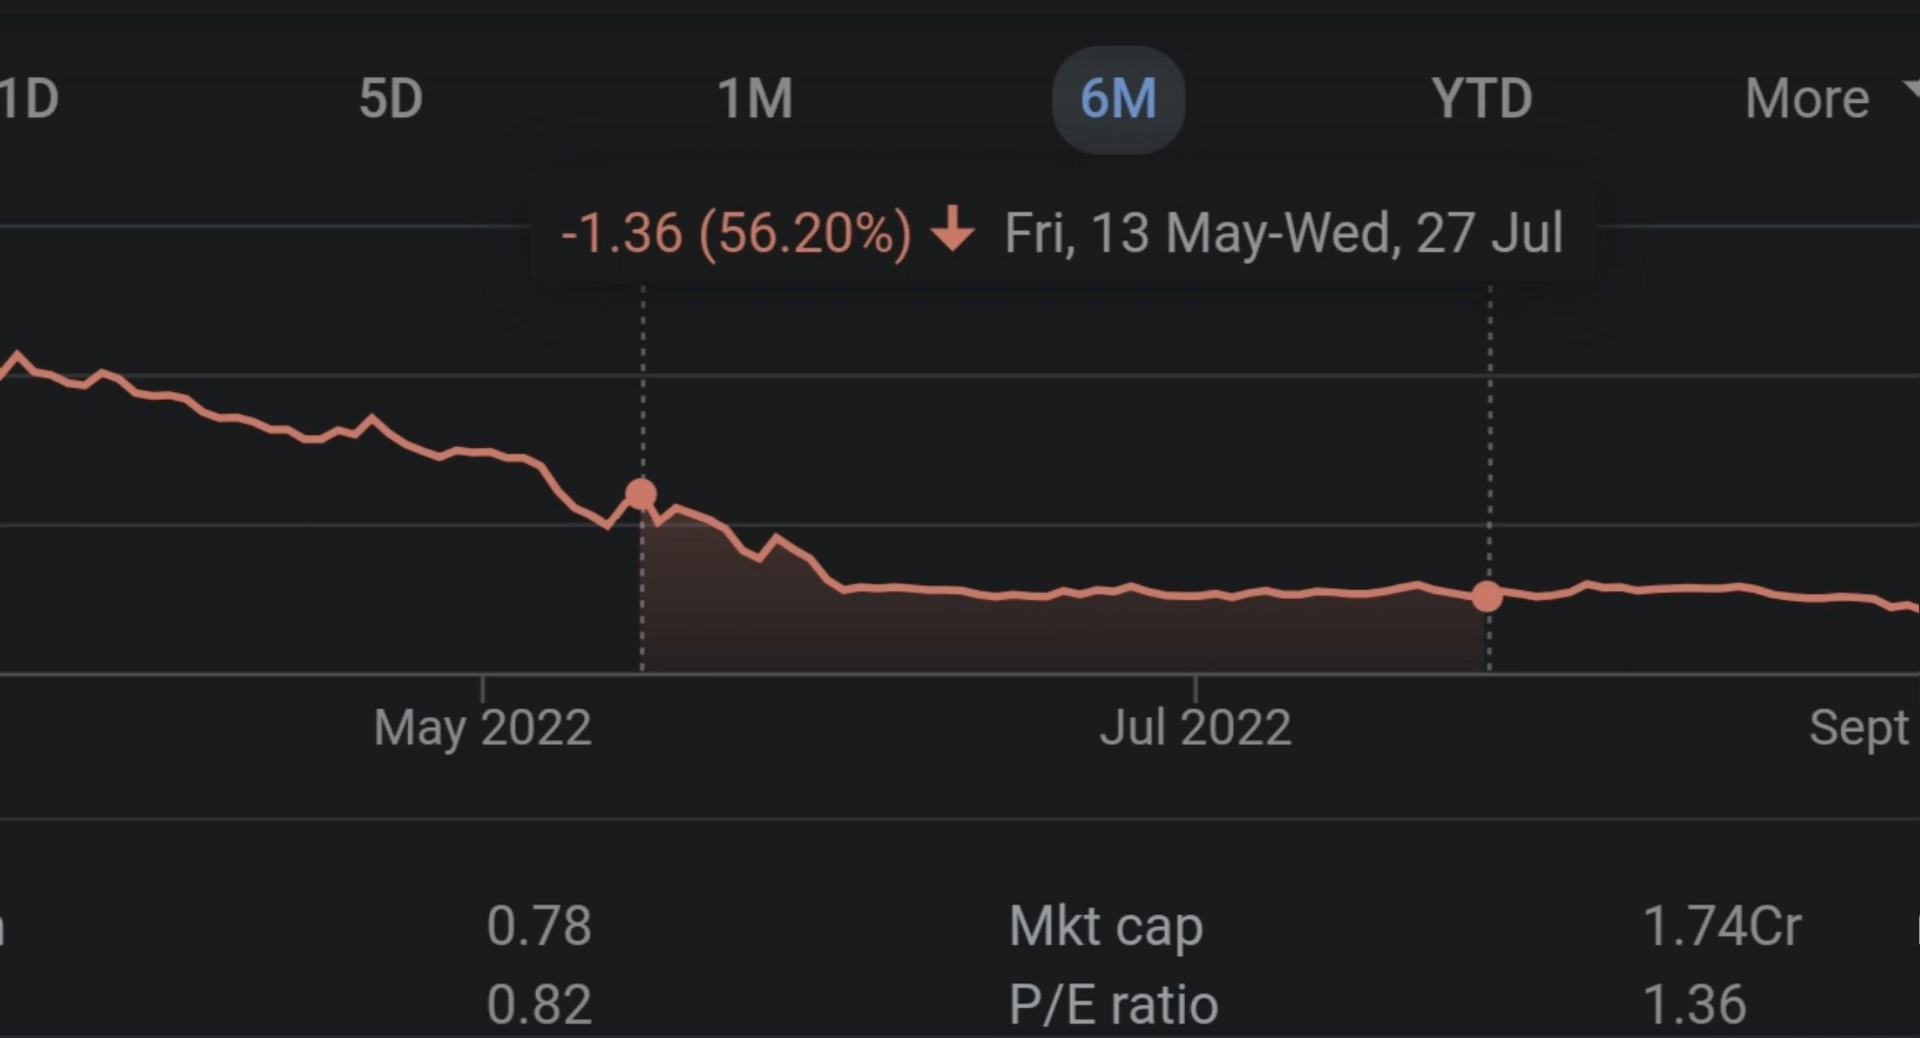 1D 5D 1M 6M YTD More
-1.36 (56.20%) Fri, 13 May-Wed, 27 Jul
May 2022 Jul 2022 Sept
0.78 Mkt cap 1.74Cr
0.82 P/E ratio 1.36